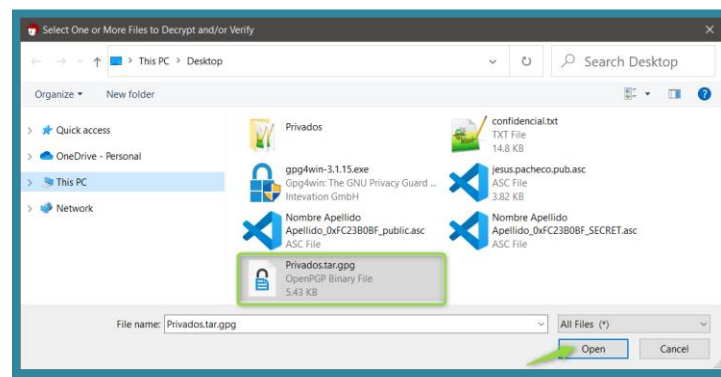 Select One or More Files to Decrypt and/or Verify
This PC > Desktop
Search Desktop
Organize
New folder
Quick access
OneDrive - Personal
This PC
Network
Privados
confidencial.txt
TXT File
14.8 KB
gpg4win-3.1.15.exe
Gpg4win: The GNU Privacy Guard ...
Intevation GmbH
jesus.pacheco.pub.asc
ASC File
3.82 KB
Nombre Apellido
Apellido_0xFC23B0BF_public.asc
ASC File
Nombre Apellido
Apellido_0xFC23B0BF_SECRET.asc
ASC File
Privados.tar.gpg
OpenPGP Binary File
5.43 KB
File name: Privados.tar.gpg
All Files (*)
Open
Cancel